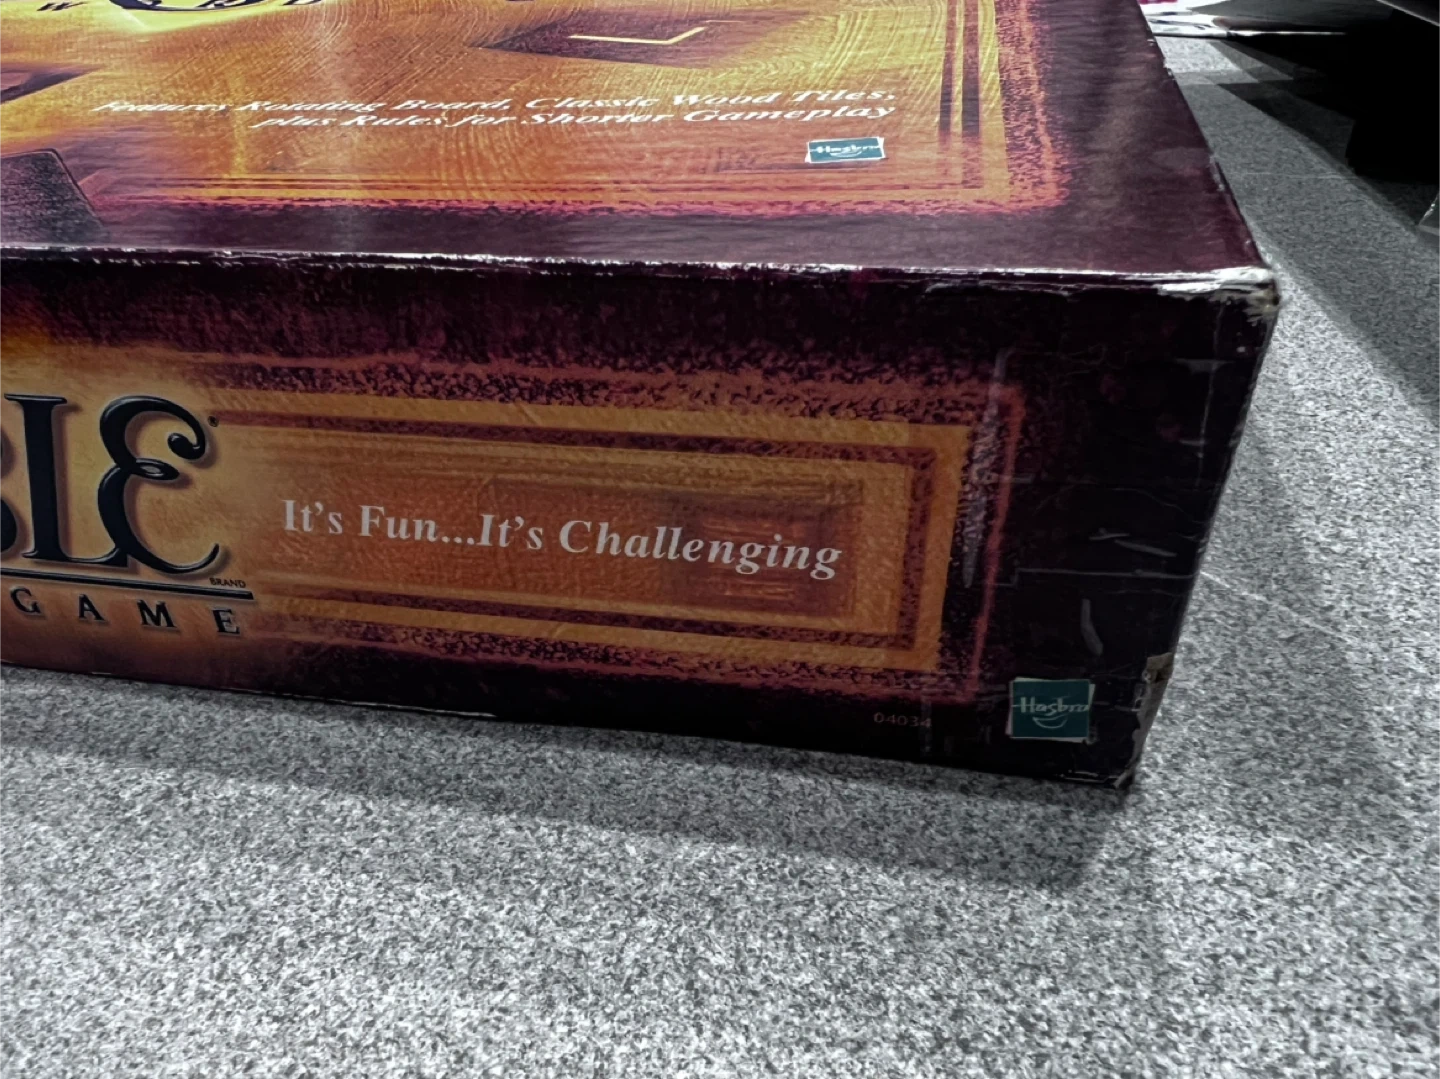 Features Rotating Board, Classic Wood Tiles,
plus Rules for Shorter Gameplay
Hasbro
BLE®
BRAND
GAME
It's Fun...It's Challenging
04034
Hasbro